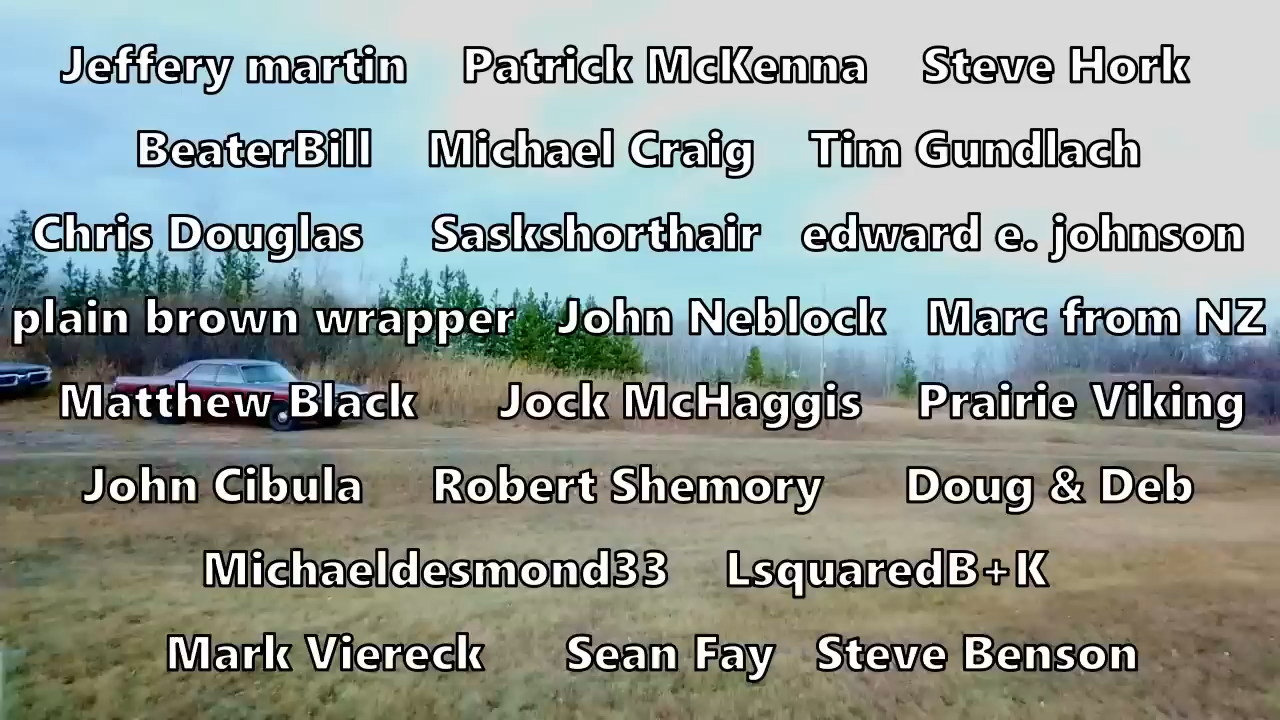 Jeffery martin Patrick McKenna Steve Hork
BeaterBill Michael Craig Tim Gundlach
Chris Douglas Saskshorthair edward e. johnson
plain brown wrapper John Neblock Marc from NZ
Matthew Black Jock McHaggis Prairie Viking
John Cibula Robert Shemory Doug & Deb
Michaeldesmond33 LsquaredB+K
Mark Viereck Sean Fay Steve Benson